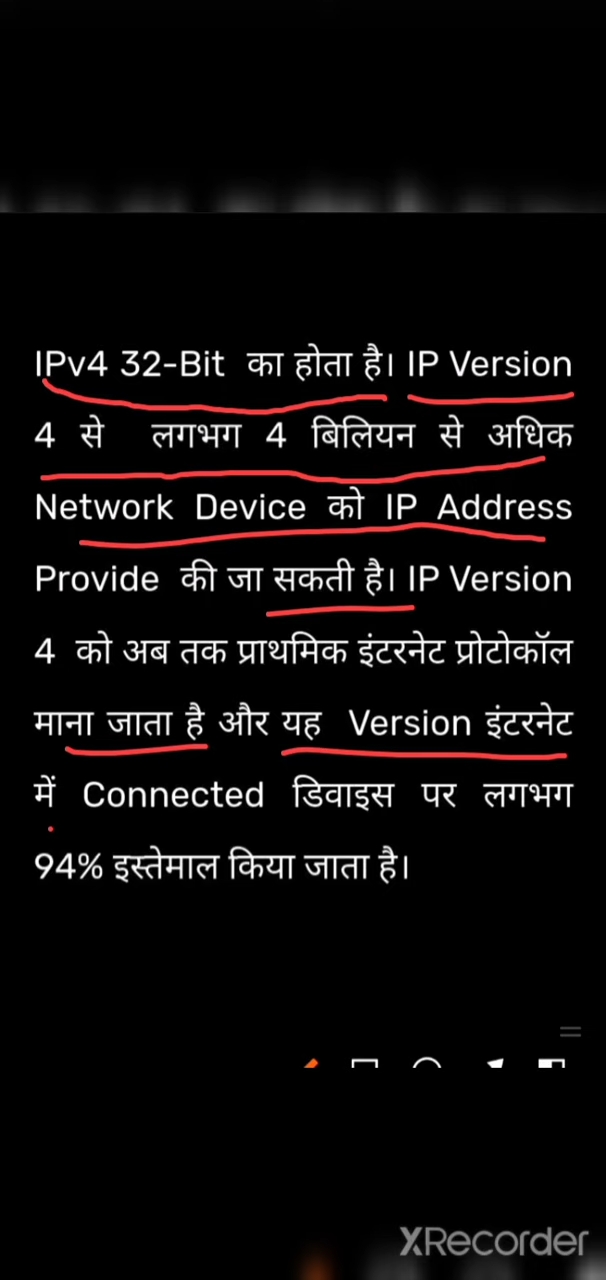 IPv4 32-Bit का होता है। IP Version
4 से लगभग 4 बिलियन से अधिक
Network Device को IP Address
Provide की जा सकती है। IP Version
4 को अब तक प्राथमिक इंटरनेट प्रोटोकॉल
माना जाता है और यह Version इंटरनेट
में Connected डिवाइस पर लगभग
94% इस्तेमाल किया जाता है।
XRecorder